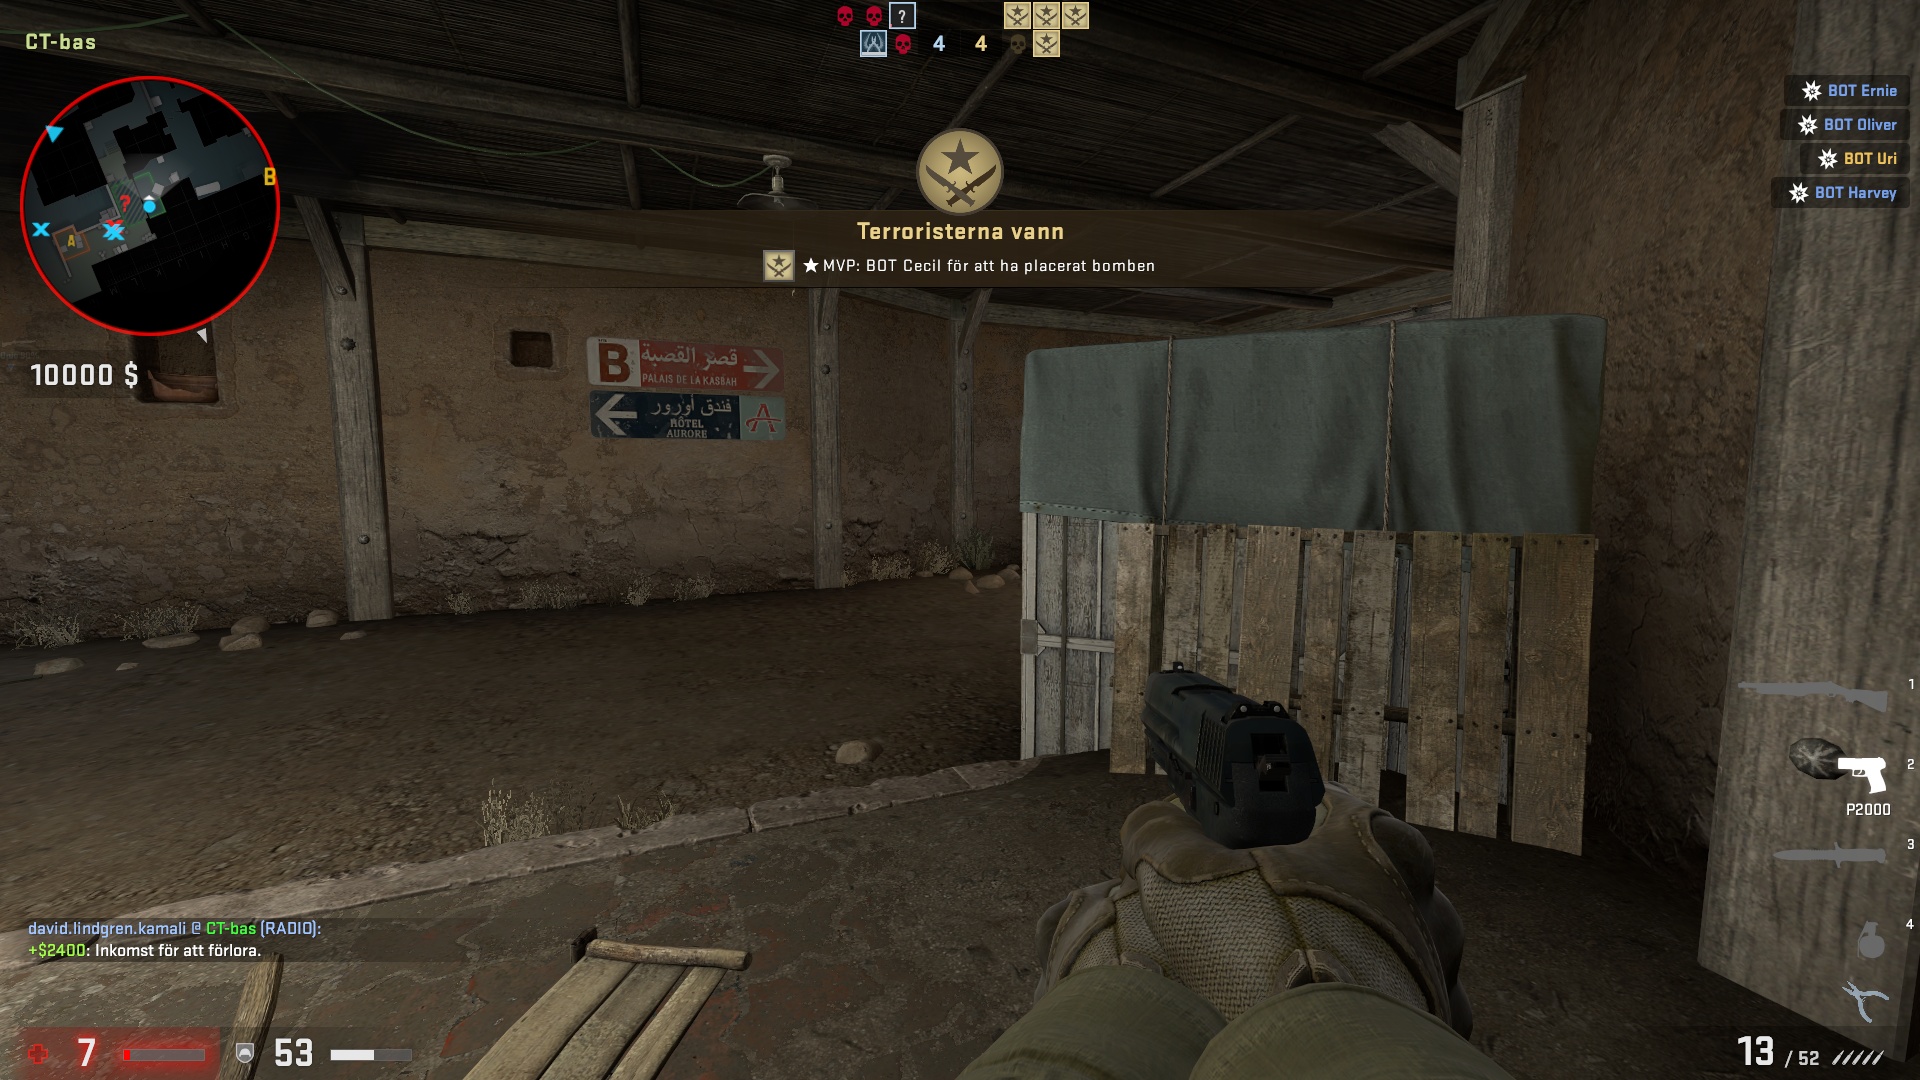 CT-bas
?
4 4
BOT Ernie
BOT Oliver
BOT Uri
BOT Harvey
B
?
A
Terroristerna vann
MVP: BOT Cecil för att ha placerat bomben
10000 $
B قصر القصبة
PALAIS DE LA KASBAH
فندق أورور
HÔTEL
AURORE
A
1
2
P2000
3
4
david.lindgren.kamali @ CT-bas (RADIO):
+$2400: Inkomst för att förlora.
7
53
13 / 52